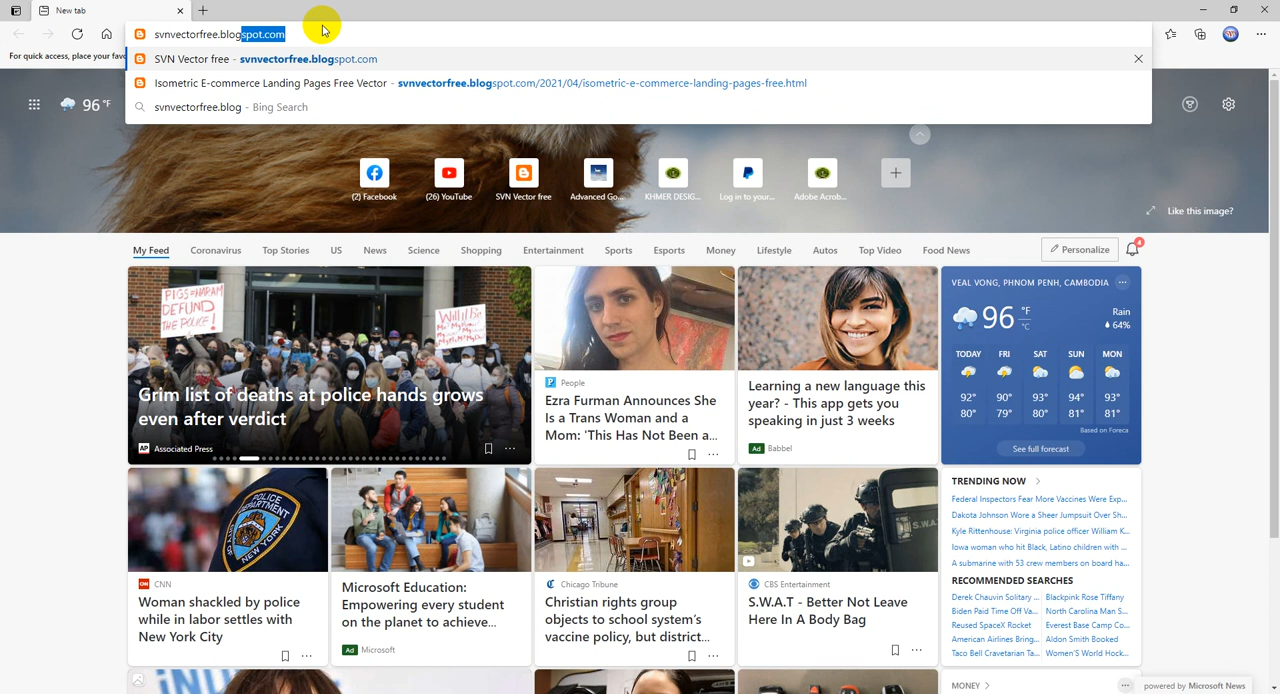 New tab
svnvectorfree.blogspot.com
For quick access, place your favo
SVN Vector free - svnvectorfree.blogspot.com
Isometric E-commerce Landing Pages Free Vector - svnvectorfree.blogspot.com/2021/04/isometric-e-commerce-landing-pages-free.html
svnvectorfree.blog - Bing Search
96 °F
(2) Facebook
(26) YouTube
SVN Vector free
Advanced Go...
KHMER DESIG...
Log in to your...
Adobe Acrob...
Like this image?
My Feed Coronavirus Top Stories US News Science Shopping Entertainment Sports Esports Money Lifestyle Autos Top Video Food News
Personalize
4
PIGS=HARAM
DEFUND
THE POLICE!
Grim list of deaths at police hands grows
even after verdict
Associated Press
People
Ezra Furman Announces She
Is a Trans Woman and a
Mom: 'This Has Not Been a...
Learning a new language this
year? - This app gets you
speaking in just 3 weeks
Ad Babbel
VEAL VONG, PHNOM PENH, CAMBODIA
96 °F
°C
Rain
64%
TODAY FRI SAT SUN MON
92° 90° 93° 94° 93°
80° 79° 80° 81° 81°
Based on Foreca
See full forecast
POLICE DEPARTMENT
NEW YORK
CNN
Woman shackled by police
while in labor settles with
New York City
Microsoft Education:
Empowering every student
on the planet to achieve...
Ad Microsoft
Chicago Tribune
Christian rights group
objects to school system's
vaccine policy, but district...
S.W.A
CBS Entertainment
S.W.A.T - Better Not Leave
Here In A Body Bag
TRENDING NOW
Federal Inspectors Fear More Vaccines Were Exp...
Dakota Johnson Wore a Sheer Jumpsuit Over Sh...
Kyle Rittenhouse: Virginia police officer William K...
Iowa woman who hit Black, Latino children with ...
A submarine with 53 crew members on board ha...
RECOMMENDED SEARCHES
Derek Chauvin Solitary ... Blackpink Rose Tiffany
Biden Paid Time Off Va... North Carolina Man S...
Reused SpaceX Rocket Everest Base Camp Co...
American Airlines Bring... Aldon Smith Booked
Taco Bell Cravetarian Ta... Women'S World Hock...
MONEY
powered by Microsoft News